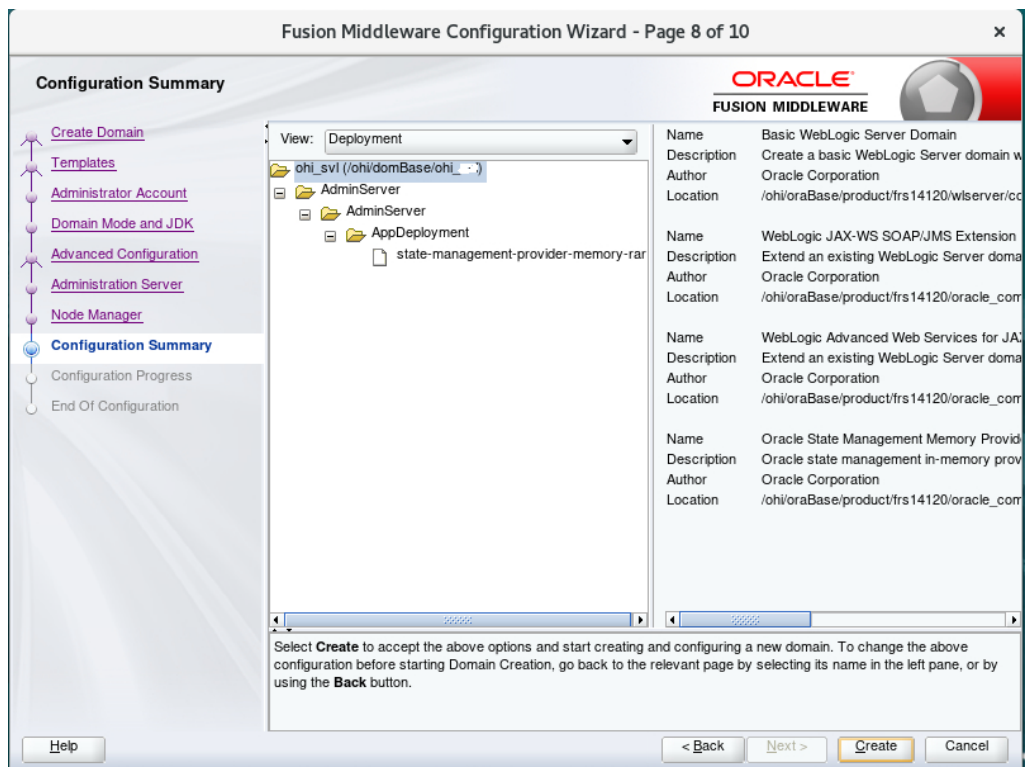 Fusion Middleware Configuration Wizard - Page 8 of 10
Configuration Summary
ORACLE
FUSION MIDDLEWARE
Create Domain
Templates
Administrator Account
Domain Mode and JDK
Advanced Configuration
Administration Server
Node Manager
Configuration Summary
Configuration Progress
End Of Configuration
View: Deployment
ohi_svl (/ohi/domBase/ohi_
AdminServer
AdminServer
AppDeployment
state-management-provider-memory-rar
Name Basic WebLogic Server Domain
Description Create a basic WebLogic Server domain w
Author Oracle Corporation
Location /ohi/oraBase/product/frs14120/wlserver/cc
Name WebLogic JAX-WS SOAP/JMS Extension
Description Extend an existing WebLogic Server doma
Author Oracle Corporation
Location /ohi/oraBase/product/frs14120/oracle_com
Name WebLogic Advanced Web Services for JA
Description Extend an existing WebLogic Server doma
Author Oracle Corporation
Location /ohi/oraBase/product/frs14120/oracle_com
Name Oracle State Management Memory Provid
Description Oracle state management in-memory prov
Author Oracle Corporation
Location /ohi/oraBase/product/frs14120/oracle_com
Select Create to accept the above options and start creating and configuring a new domain. To change the above
configuration before starting Domain Creation, go back to the relevant page by selecting its name in the left pane, or by
using the Back button.
Help
< Back
Next >
Create
Cancel